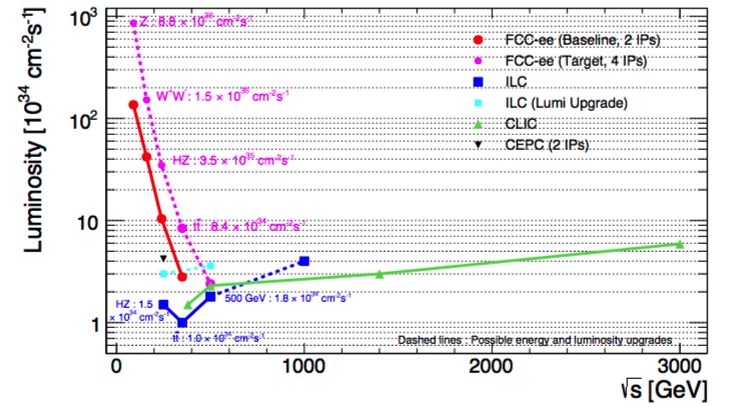 10³
Z : 8.8 × 10³⁵ cm⁻²s⁻¹
FCC-ee (Baseline, 2 IPs)
FCC-ee (Target, 4 IPs)
ILC
ILC (Lumi Upgrade)
CLIC
CEPC (2 IPs)
W⁺W⁻ : 1.5 × 10³⁶ cm⁻²s⁻¹
10²
HZ : 3.5 × 10³⁵ cm⁻²s⁻¹
tt̄ : 8.4 × 10³⁴ cm⁻²s⁻¹
10
Luminosity [10³⁴ cm⁻²s⁻¹]
HZ : 1.5
× 10³⁴ cm⁻²s⁻¹
500 GeV : 1.8 × 10³⁴ cm⁻²s⁻¹
1
tt̄ : 1.0 × 10³⁴ cm⁻²s⁻¹
Dashed lines : Possible energy and luminosity upgrades
0 1000 2000 3000
√s [GeV]